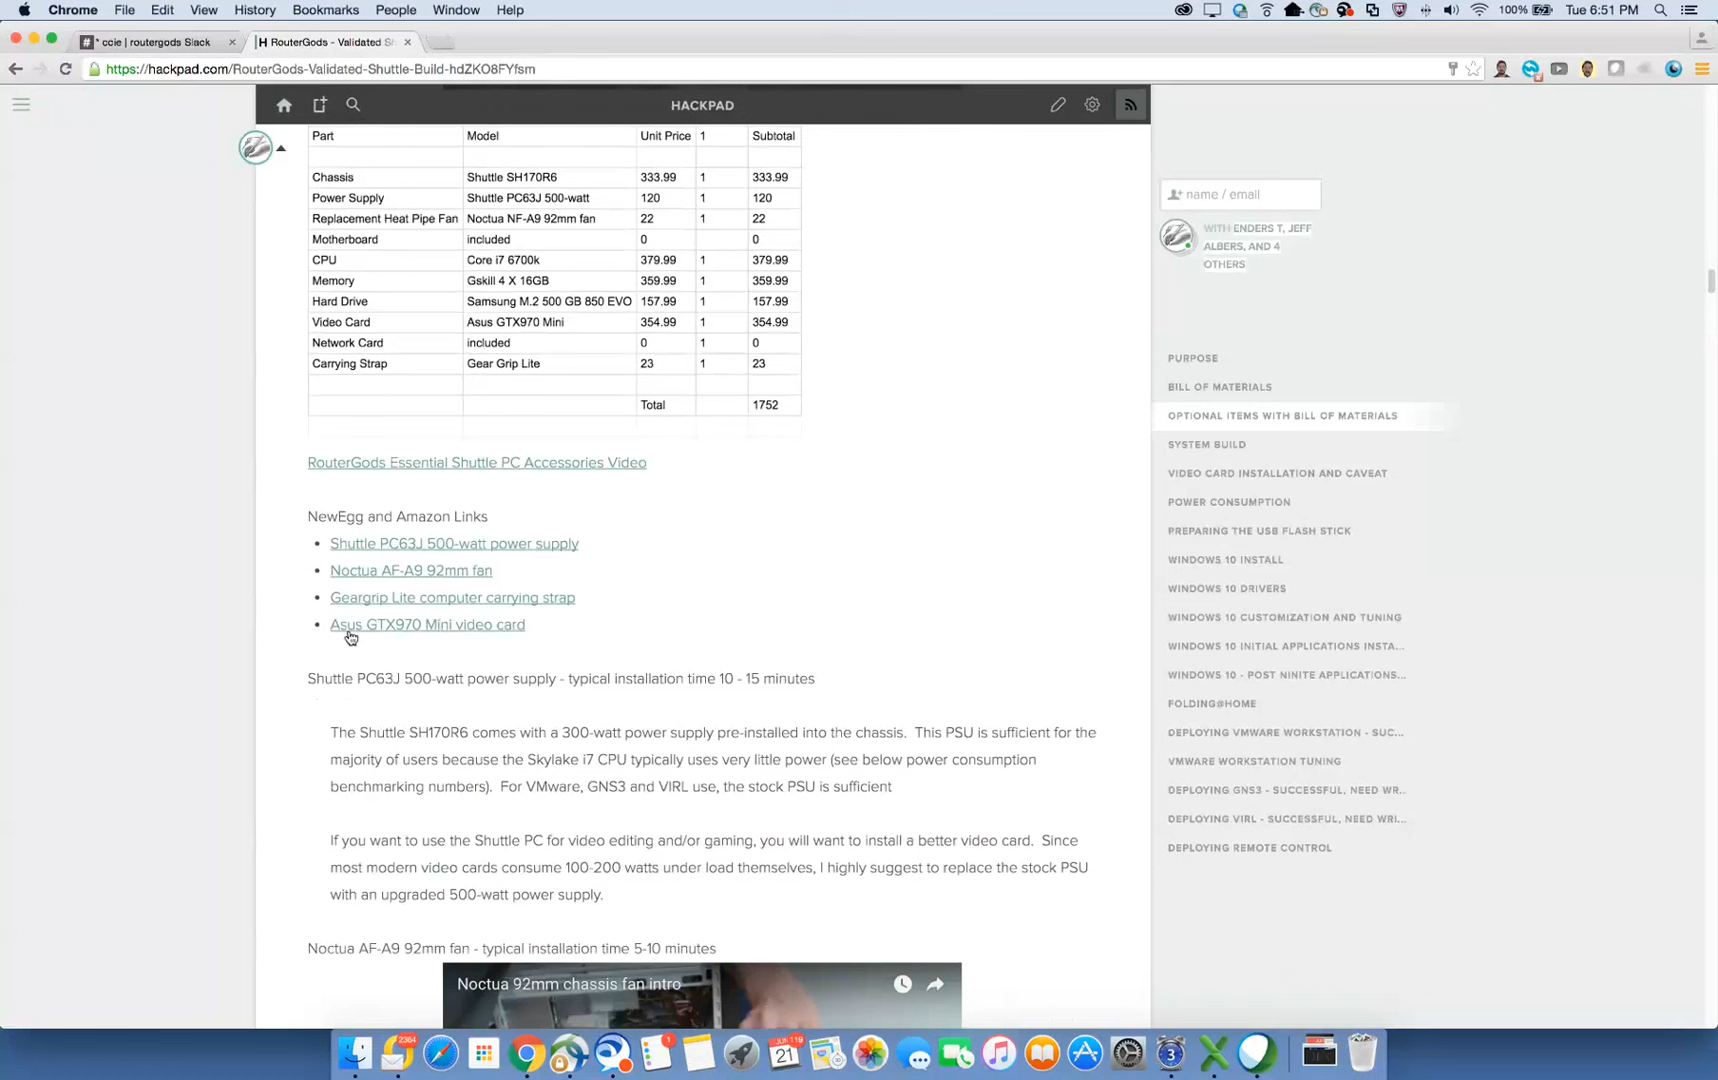 Chrome File Edit View History Bookmarks People Window Help 100% Tue 6:51 PM
* ccie | routergods Slack × RouterGods - Validated Sh ×
https://hackpad.com/RouterGods-Validated-Shuttle-Build-hdZKO8FYfsm
HACKPAD
Part Model Unit Price 1 Subtotal
Chassis Shuttle SH170R6 333.99 1 333.99
Power Supply Shuttle PC63J 500-watt 120 1 120
Replacement Heat Pipe Fan Noctua NF-A9 92mm fan 22 1 22
Motherboard included 0 0
CPU Core i7 6700k 379.99 1 379.99
Memory Gskill 4 X 16GB 359.99 1 359.99
Hard Drive Samsung M.2 500 GB 850 EVO 157.99 1 157.99
Video Card Asus GTX970 Mini 354.99 1 354.99
Network Card included 0 1 0
Carrying Strap Gear Grip Lite 23 1 23
Total 1752
RouterGods Essential Shuttle PC Accessories Video
NewEgg and Amazon Links
• Shuttle PC63J 500-watt power supply
• Noctua AF-A9 92mm fan
• Geargrip Lite computer carrying strap
• Asus GTX970 Mini video card
Shuttle PC63J 500-watt power supply - typical installation time 10 - 15 minutes
The Shuttle SH170R6 comes with a 300-watt power supply pre-installed into the chassis. This PSU is sufficient for the
majority of users because the Skylake i7 CPU typically uses very little power (see below power consumption
benchmarking numbers). For VMware, GNS3 and VIRL use, the stock PSU is sufficient
If you want to use the Shuttle PC for video editing and/or gaming, you will want to install a better video card. Since
most modern video cards consume 100-200 watts under load themselves, I highly suggest to replace the stock PSU
with an upgraded 500-watt power supply.
Noctua AF-A9 92mm fan - typical installation time 5-10 minutes
Noctua 92mm chassis fan intro
name / email
WITH ENDERS T, JEFF
ALBERS, AND 4
OTHERS
PURPOSE
BILL OF MATERIALS
OPTIONAL ITEMS WITH BILL OF MATERIALS
SYSTEM BUILD
VIDEO CARD INSTALLATION AND CAVEAT
POWER CONSUMPTION
PREPARING THE USB FLASH STICK
WINDOWS 10 INSTALL
WINDOWS 10 DRIVERS
WINDOWS 10 CUSTOMIZATION AND TUNING
WINDOWS 10 INITIAL APPLICATIONS INSTA...
WINDOWS 10 - POST NINITE APPLICATIONS...
FOLDING@HOME
DEPLOYING VMWARE WORKSTATION - SUC...
VMWARE WORKSTATION TUNING
DEPLOYING GNS3 - SUCCESSFUL, NEED WR...
DEPLOYING VIRL - SUCCESSFUL, NEED WRI...
DEPLOYING REMOTE CONTROL
2364
1
JUN 119
21
3